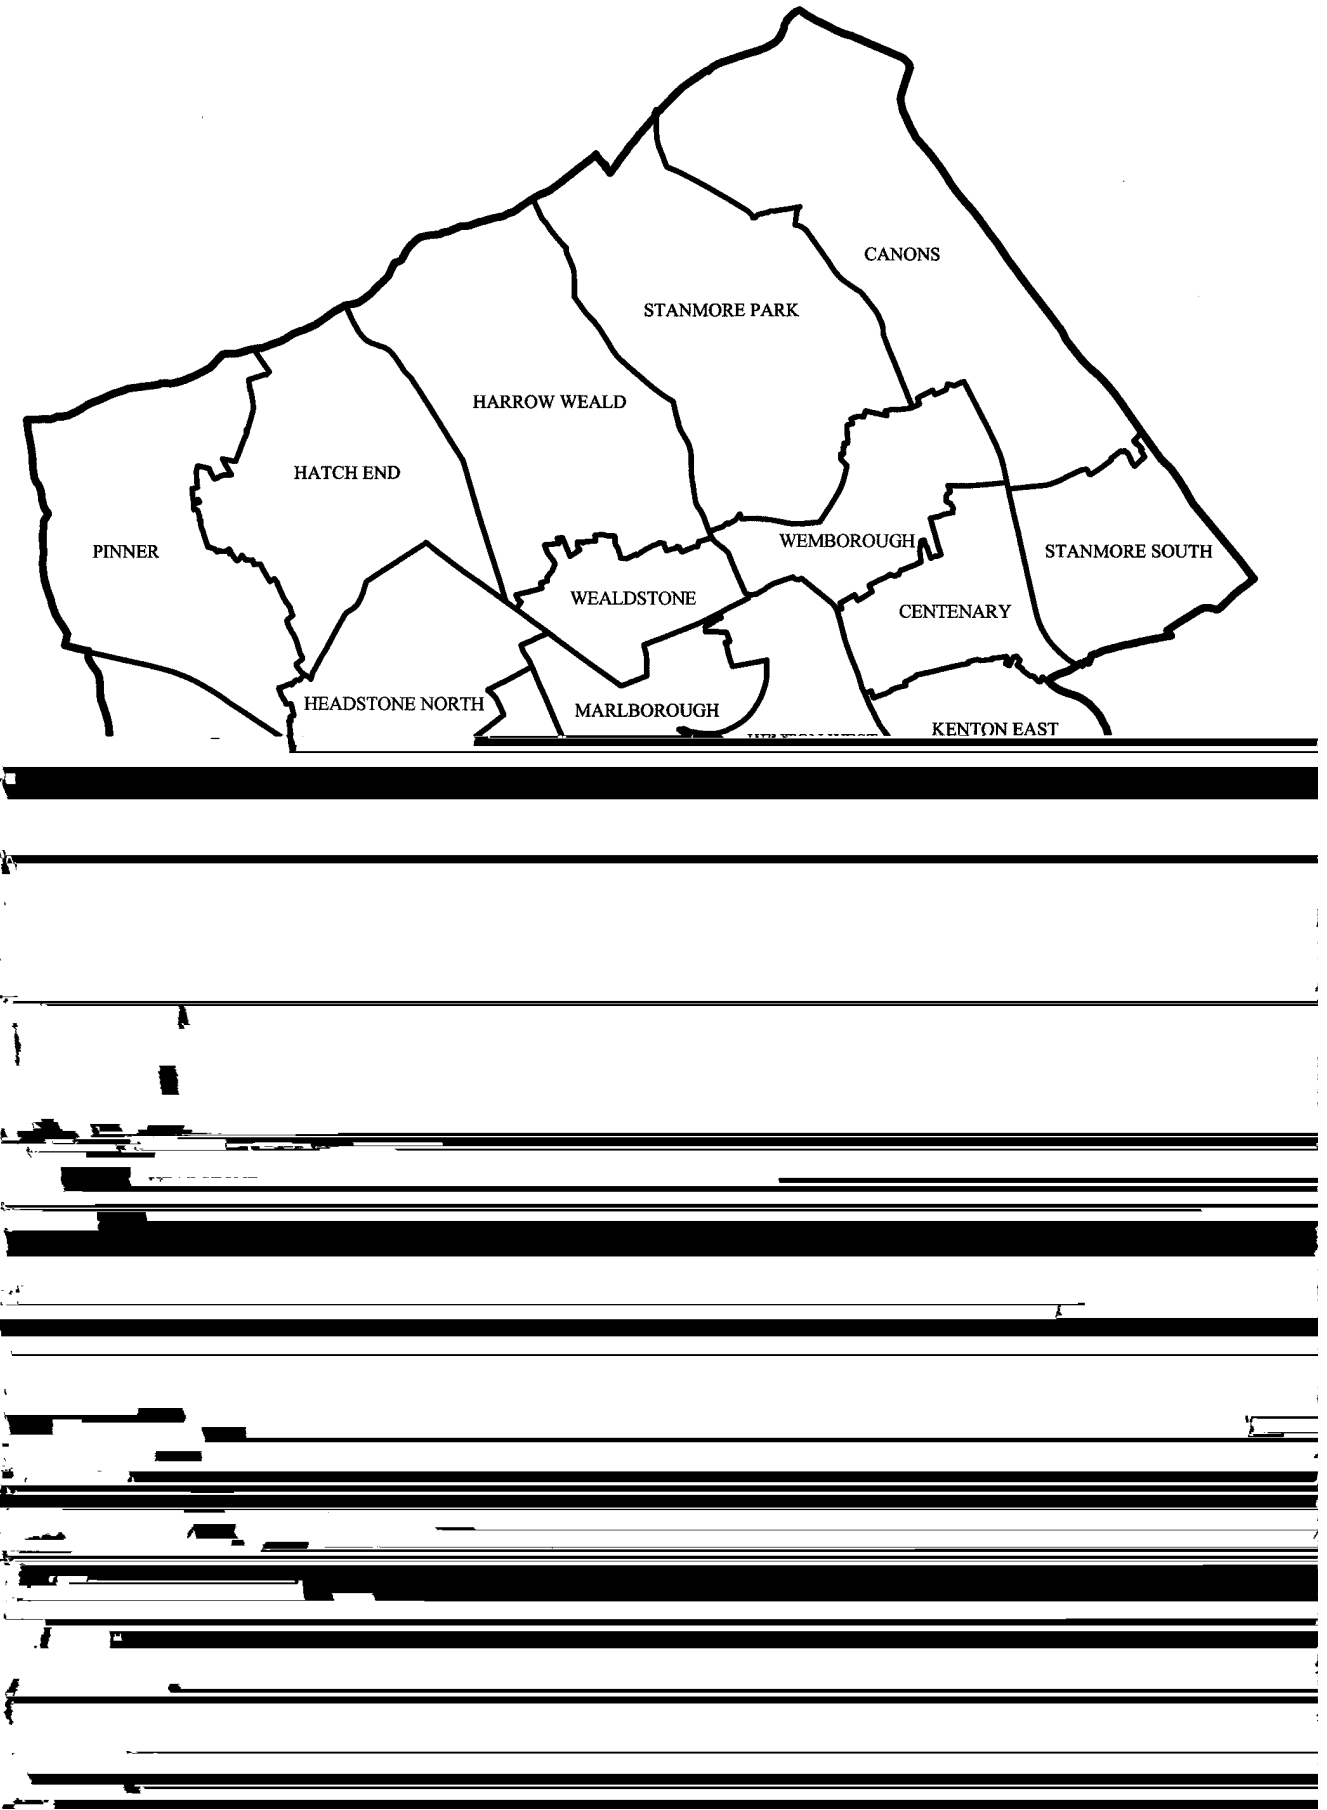 CANONS
STANMORE PARK
HARROW WEALD
HATCH END
PINNER
WEMBOROUGH
STANMORE SOUTH
WEALDSTONE
CENTENARY
HEADSTONE NORTH
MARLBOROUGH
KENTON EAST